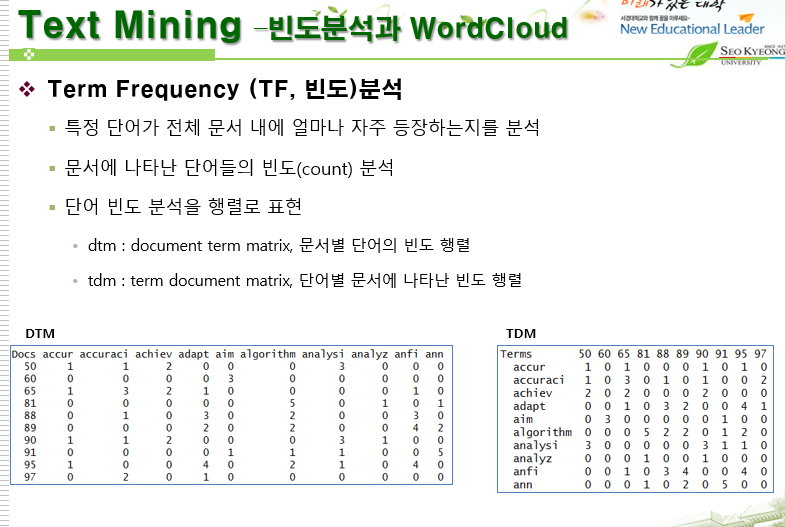 Text Mining –빈도분석과 WordCloud
미래가 있는 대학
서경대학교와 함께 꿈을 이루세요~
New Educational Leader
SINCE 1947
SEO KYEONG
UNIVERSITY
Term Frequency (TF, 빈도)분석
특정 단어가 전체 문서 내에 얼마나 자주 등장하는지를 분석
문서에 나타난 단어들의 빈도(count) 분석
단어 빈도 분석을 행렬로 표현
dtm : document term matrix, 문서별 단어의 빈도 행렬
tdm : term document matrix, 단어별 문서에 나타난 빈도 행렬
DTM
Docs accur accuraci achiev adapt aim algorithm analysi analyz anfi ann
50 1 1 2 0 0 0 3 0 0 0
60 0 0 0 0 3 0 0 0 0 0
65 1 3 2 1 0 0 0 0 1 0
81 0 0 0 0 0 5 0 1 0 1
88 0 1 0 3 0 2 0 0 3 0
89 0 0 0 2 0 2 0 0 4 2
90 1 1 2 0 0 0 3 1 0 0
91 0 0 0 0 1 1 1 0 0 5
95 1 0 0 4 0 2 1 0 4 0
97 0 2 0 1 0 0 0 0 0 0
TDM
Terms 50 60 65 81 88 89 90 91 95 97
accur 1 0 1 0 0 0 1 0 1 0
accuraci 1 0 3 0 1 0 1 0 0 2
achiev 2 0 2 0 0 0 2 0 0 0
adapt 0 0 1 0 3 2 0 0 4 1
aim 0 3 0 0 0 0 0 1 0 0
algorithm 0 0 0 5 2 2 0 1 2 0
analysi 3 0 0 0 0 0 3 1 1 0
analyz 0 0 0 1 0 0 1 0 0 0
anfi 0 0 1 0 3 4 0 0 4 0
ann 0 0 0 1 0 2 0 5 0 0